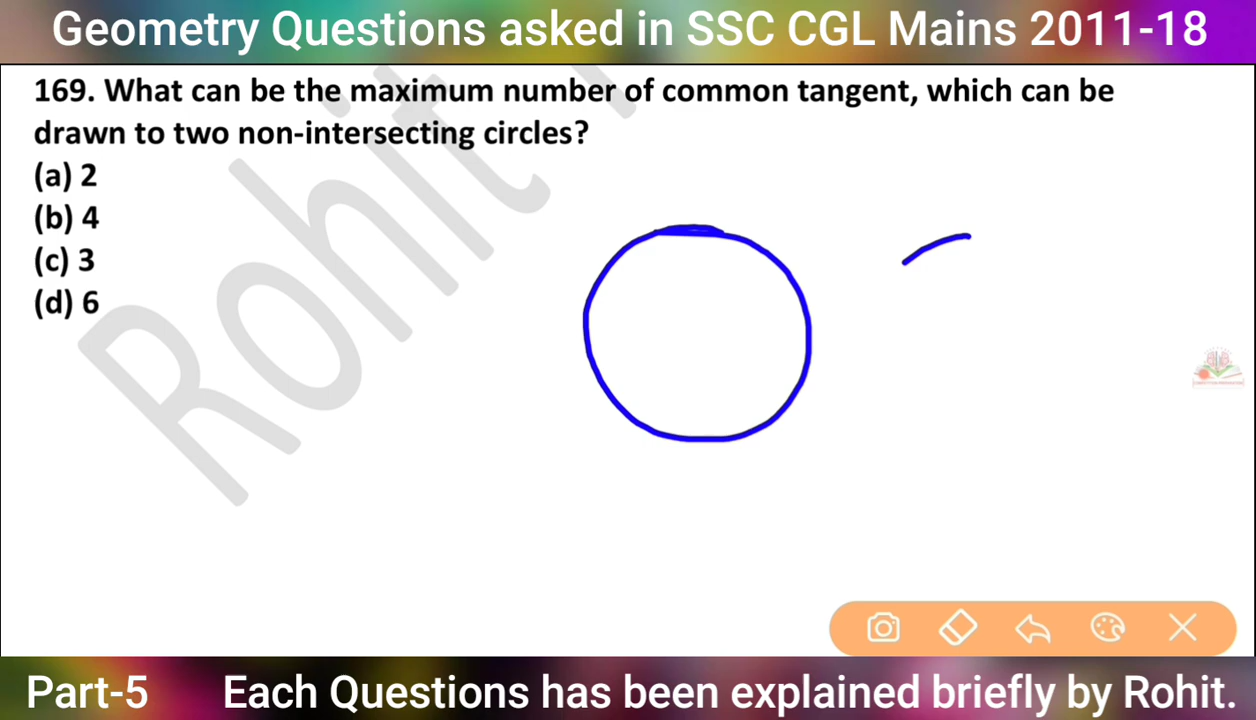 Geometry Questions asked in SSC CGL Mains 2011-18
169. What can be the maximum number of common tangent, which can be
drawn to two non-intersecting circles?
(a) 2
(b) 4
(c) 3
(d) 6
Rohit
Part-5 Each Questions has been explained briefly by Rohit.